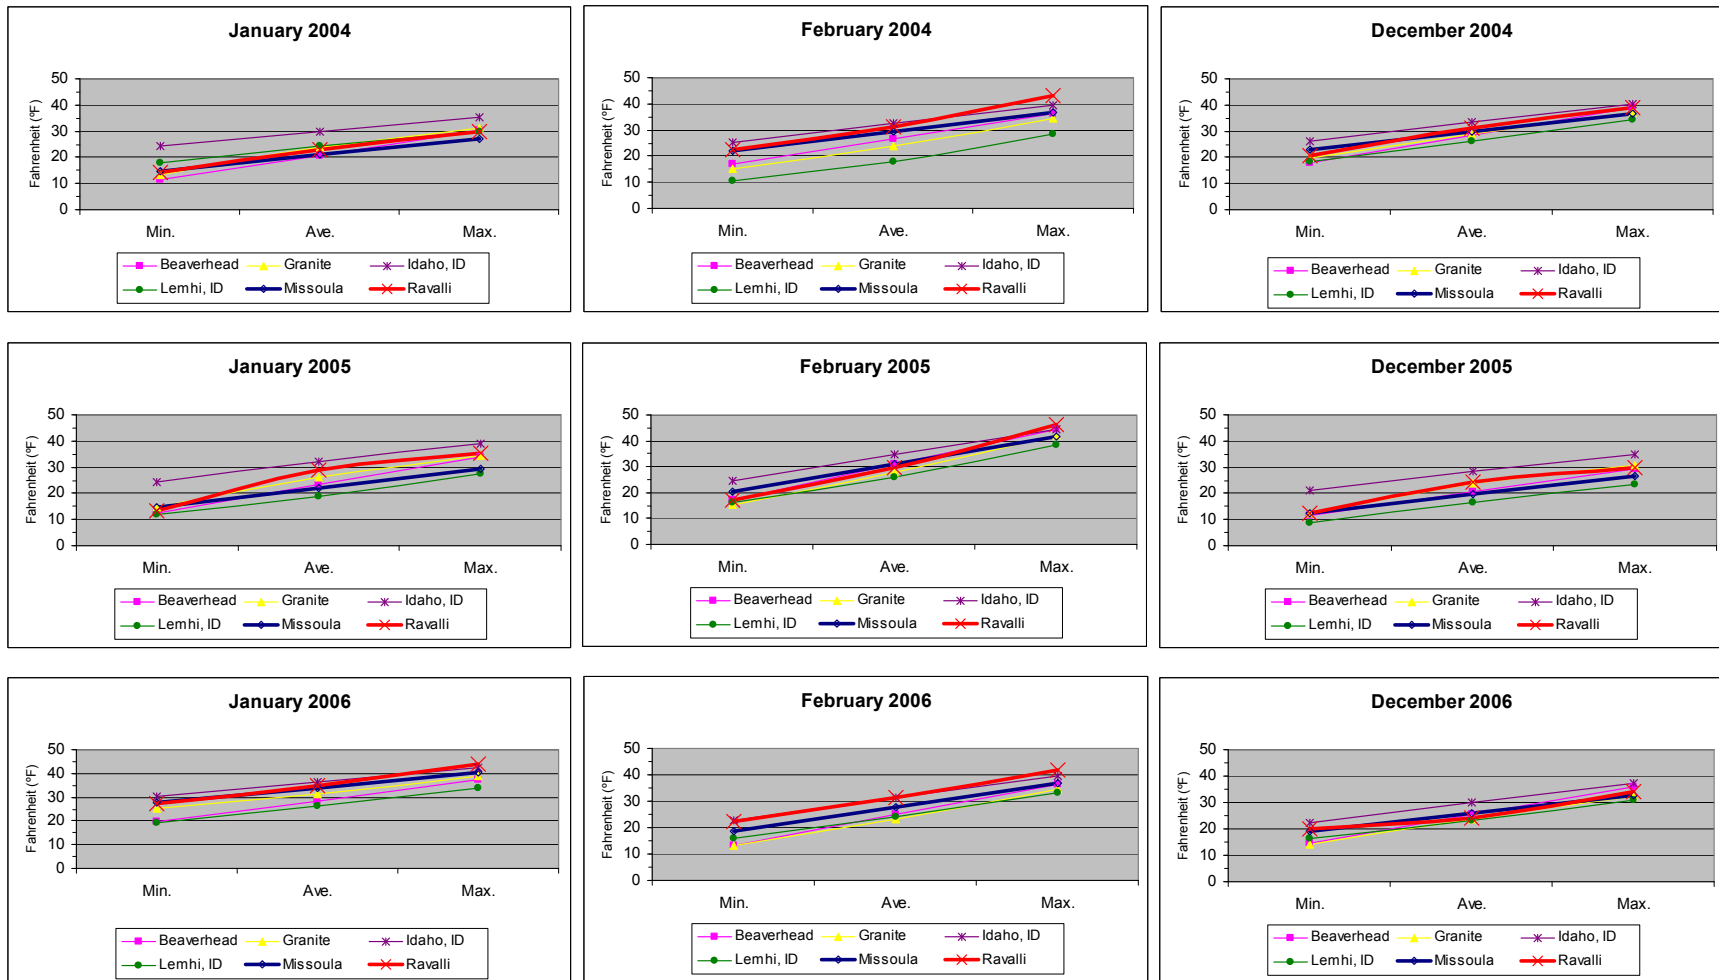 January 2004
50
40
30
20
10
0
Fahrenheit (ºF)
Min. Ave. Max.
Beaverhead Granite Idaho, ID
Lemhi, ID Missoula Ravalli
February 2004
50
40
30
20
10
0
Fahrenheit (ºF)
Min. Ave. Max.
Beaverhead Granite Idaho, ID
Lemhi, ID Missoula Ravalli
December 2004
50
40
30
20
10
0
Fahrenheit (ºF)
Min. Ave. Max.
Beaverhead Granite Idaho, ID
Lemhi, ID Missoula Ravalli
January 2005
50
40
30
20
10
0
Fahrenheit (ºF)
Min. Ave. Max.
Beaverhead Granite Idaho, ID
Lemhi, ID Missoula Ravalli
February 2005
50
40
30
20
10
0
Fahrenheit (ºF)
Min. Ave. Max.
Beaverhead Granite Idaho, ID
Lemhi, ID Missoula Ravalli
December 2005
50
40
30
20
10
0
Fahrenheit (ºF)
Min. Ave. Max.
Beaverhead Granite Idaho, ID
Lemhi, ID Missoula Ravalli
January 2006
50
40
30
20
10
0
Fahrenheit (ºF)
Min. Ave. Max.
Beaverhead Granite Idaho, ID
Lemhi, ID Missoula Ravalli
February 2006
50
40
30
20
10
0
Fahrenheit (ºF)
Min. Ave. Max.
Beaverhead Granite Idaho, ID
Lemhi, ID Missoula Ravalli
December 2006
50
40
30
20
10
0
Fahrenheit (ºF)
Min. Ave. Max.
Beaverhead Granite Idaho, ID
Lemhi, ID Missoula Ravalli